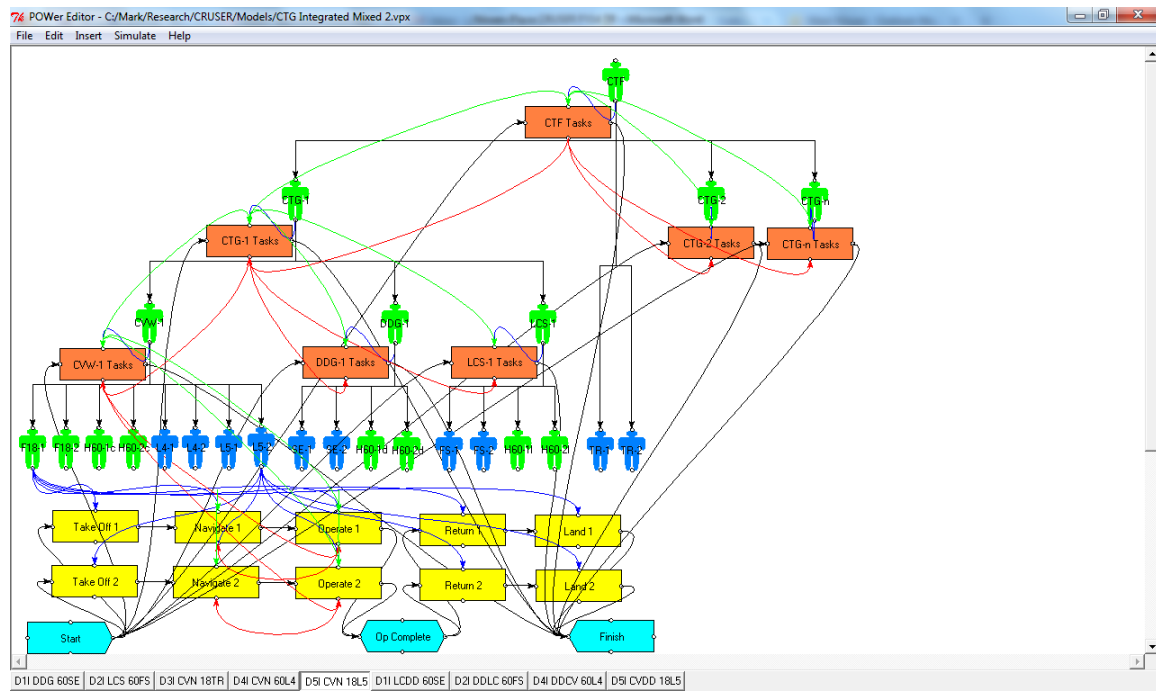 POWer Editor - C:/Mark/Research/CRUSER/Models/CTG Integrated Mixed 2.vpx
File Edit Insert Simulate Help
CTF
CTF Tasks
CTG-1 CTG-2 CTG-n
CTG-1 Tasks CTG-2 Tasks CTG-n Tasks
CVW-1 DDG-1 LCS-1
CVW-1 Tasks DDG-1 Tasks LCS-1 Tasks
F18-1 F18-2 H60-1c H60-2c L4-1 L4-2 L5-1 L5-2 SE-1 SE-2 H60-1d H60-2d FS-1 FS-2 H60-1l H60-2l TR-1 TR-2
Take Off 1 Navigate 1 Operate 1 Return 1 Land 1
Take Off 2 Navigate 2 Operate 2 Return 2 Land 2
Start Op Complete Finish
D1I DDG 60SE D2I LCS 60FS D3I CVN 18TR D4I CVN 60L4 D5I CVN 18L5 D1I LCDD 60SE D2I DDLC 60FS D4I DDCV 60L4 D5I CVDD 18L5